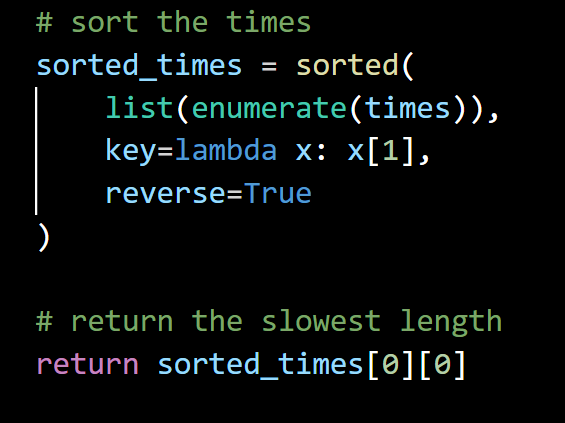 # sort the times
sorted_times = sorted(
    list(enumerate(times)),
    key=lambda x: x[1],
    reverse=True
)

# return the slowest length
return sorted_times[0][0]